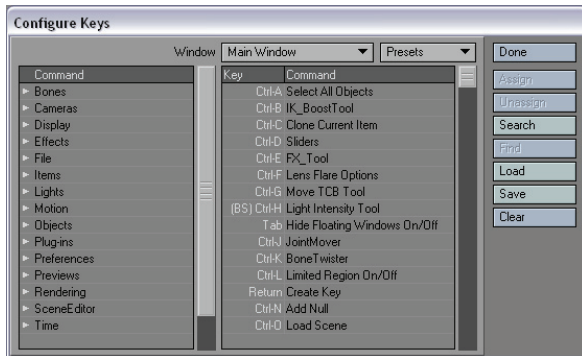 Configure Keys
Window Main Window Presets
Command
Bones
Cameras
Display
Effects
File
Items
Lights
Motion
Objects
Plug-ins
Preferences
Previews
Rendering
SceneEditor
Time
Key Command
Ctrl-A Select All Objects
Ctrl-B IK_BoostTool
Ctrl-C Clone Current Item
Ctrl-D Sliders
Ctrl-E FX_Tool
Ctrl-F Lens Flare Options
Ctrl-G Move TCB Tool
(BS) Ctrl-H Light Intensity Tool
Tab Hide Floating Windows On/Off
Ctrl-J JointMover
Ctrl-K BoneTwister
Ctrl-L Limited Region On/Off
Return Create Key
Ctrl-N Add Null
Ctrl-O Load Scene
Done
Assign
Unassign
Search
Find
Load
Save
Clear